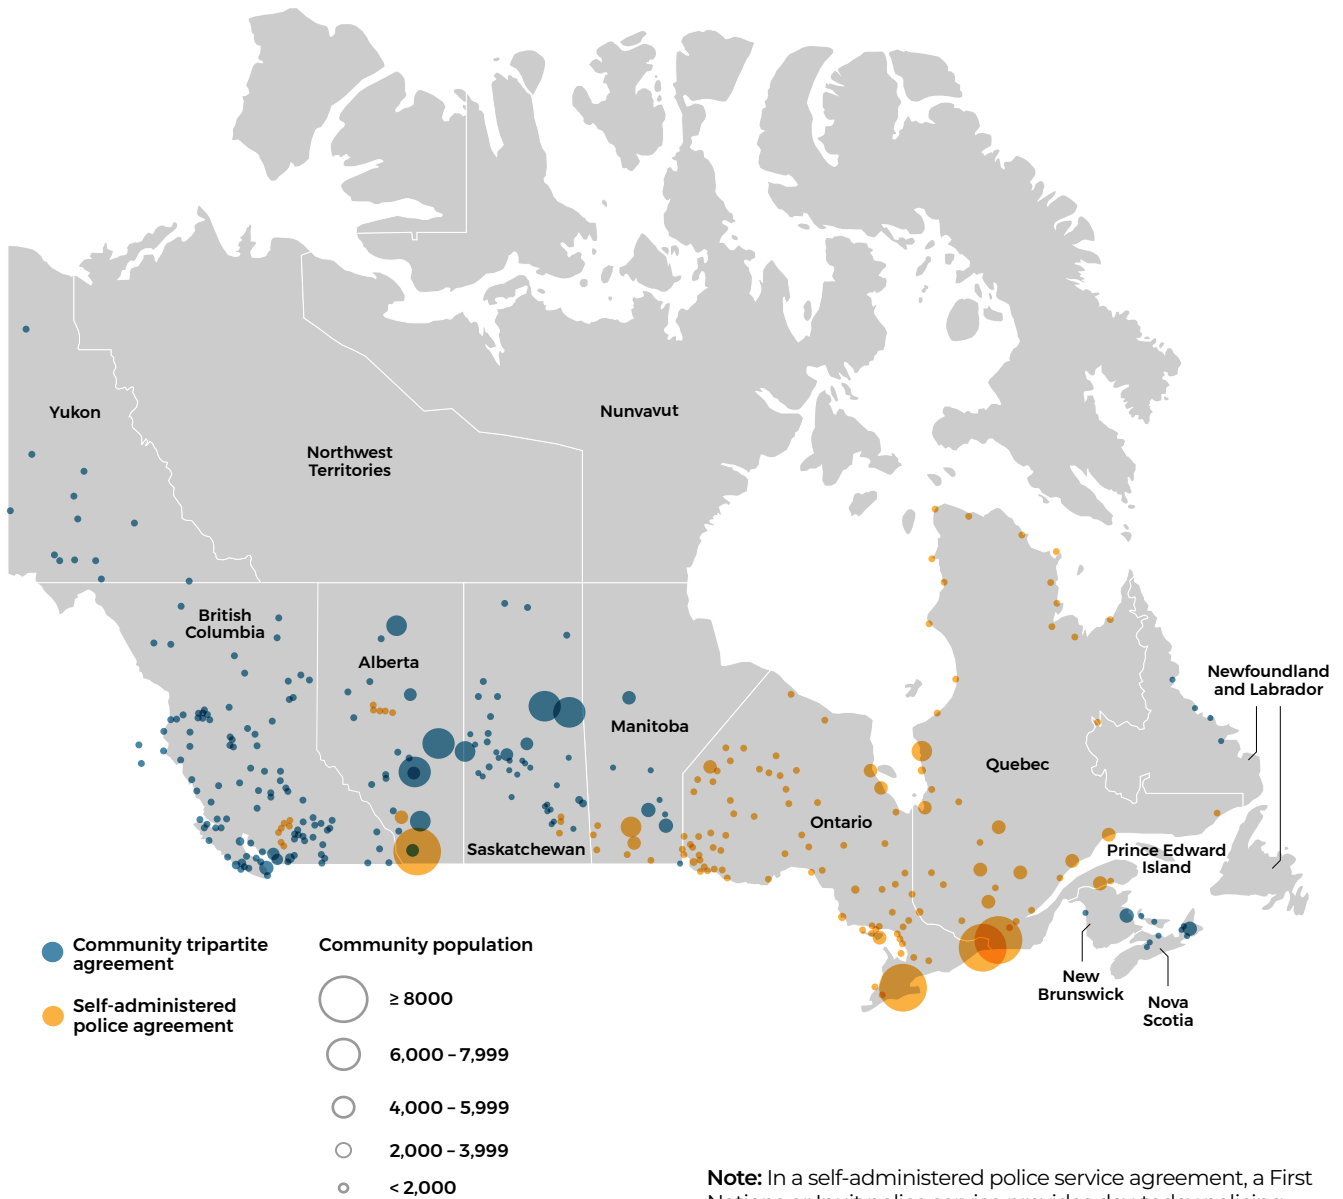 Yukon
Northwest
Territories
Nunvavut
British
Columbia
Alberta
Newfoundland
and Labrador
Manitoba
Quebec
Ontario
Saskatchewan
Prince Edward
Island
New
Brunswick
Nova
Scotia
Community tripartite
agreement
Self-administered
police agreement
Community population
≥ 8000
6,000 – 7,999
4,000 – 5,999
2,000 – 3,999
< 2,000
Note: In a self-administered police service agreement, a First